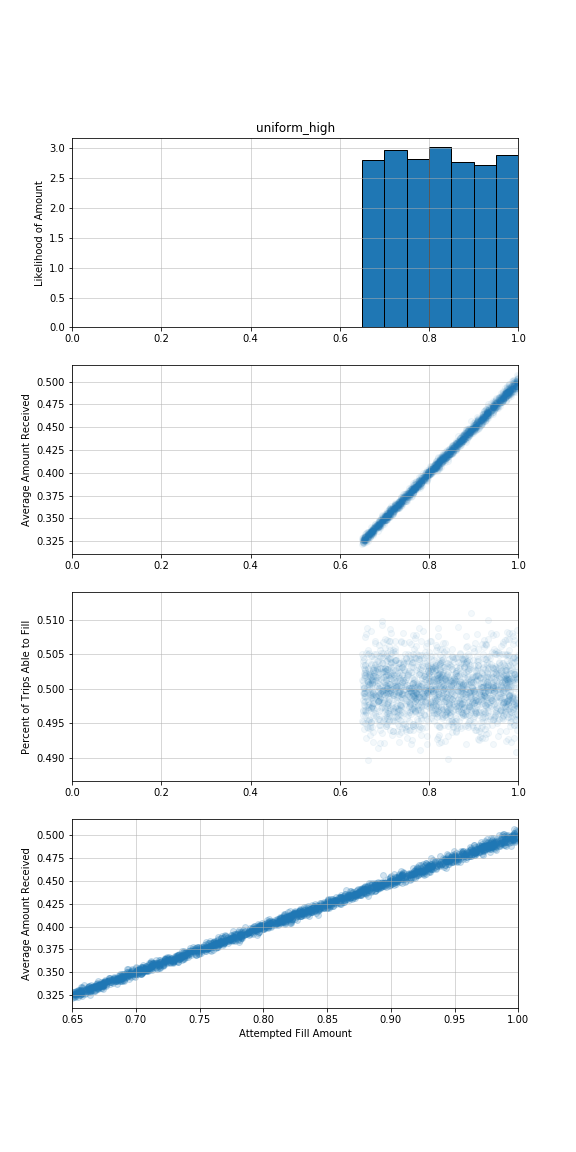 uniform_high
Likelihood of Amount
3.0
2.5
2.0
1.5
1.0
0.5
0.0
0.0 0.2 0.4 0.6 0.8 1.0
Average Amount Received
0.500
0.475
0.450
0.425
0.400
0.375
0.350
0.325
0.0 0.2 0.4 0.6 0.8 1.0
Percent of Trips Able to Fill
0.510
0.505
0.500
0.495
0.490
0.0 0.2 0.4 0.6 0.8 1.0
Average Amount Received
0.500
0.475
0.450
0.425
0.400
0.375
0.350
0.325
0.65 0.70 0.75 0.80 0.85 0.90 0.95 1.00
Attempted Fill Amount